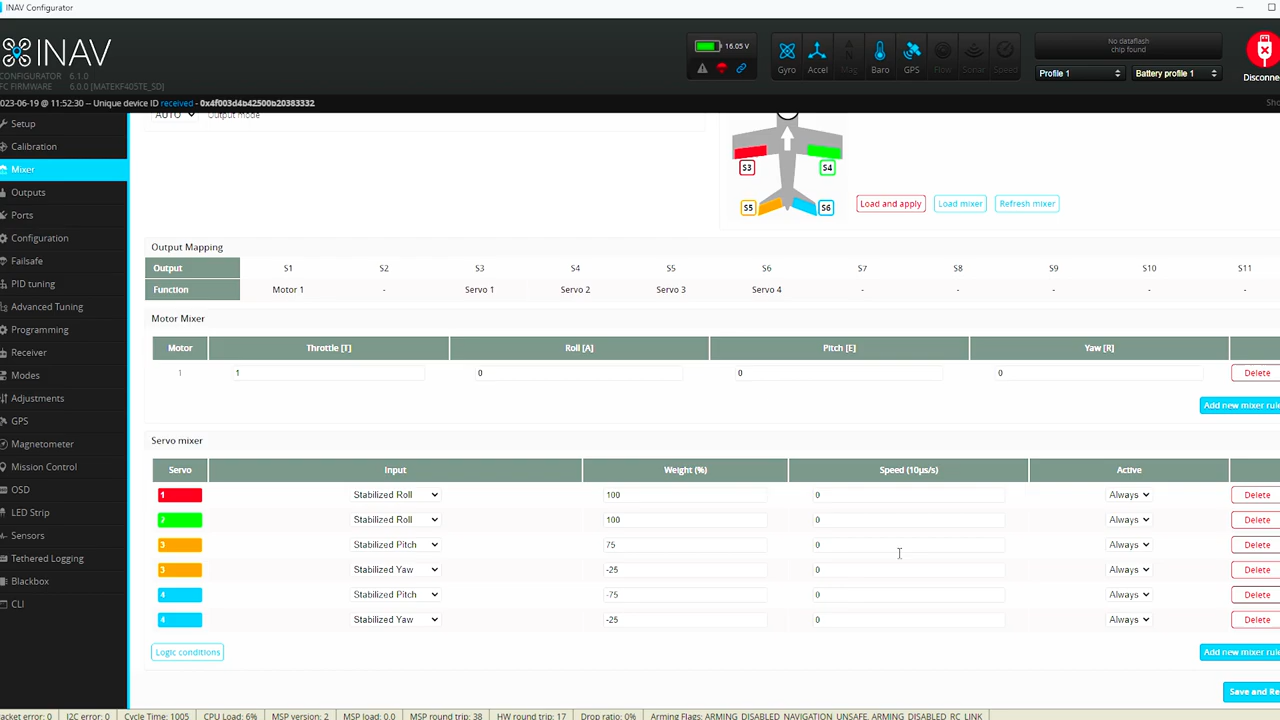 INAV Configurator
INAV
CONFIGURATOR 6.1.0
FC FIRMWARE 6.0.0 [MATEKF405TE_SD]
16.05 V
Gyro Accel Mag Baro GPS Flow Sonar Speed
No dataflash
chip found
Profile 1 Battery profile 1
Disconne
023-06-19 @ 11:52:30 -- Unique device ID received - 0x4f003d4b42500b20383332
Setup
Calibration
Mixer
Outputs
Ports
Configuration
Failsafe
PID tuning
Advanced Tuning
Programming
Receiver
Modes
Adjustments
GPS
Magnetometer
Mission Control
OSD
LED Strip
Sensors
Tethered Logging
Blackbox
CLI
AUTO Output mode
S3 S4
S5 S6
Load and apply Load mixer Refresh mixer
Output Mapping
Output S1 S2 S3 S4 S5 S6 S7 S8 S9 S10 S11
Function Motor 1 - Servo 1 Servo 2 Servo 3 Servo 4 - - - - -
Motor Mixer
Motor Throttle [T] Roll [A] Pitch [E] Yaw [R]
1 1 0 0 0 Delete
Add new mixer rule
Servo mixer
Servo Input Weight (%) Speed (10µs/s) Active
1 Stabilized Roll 100 0 Always Delete
2 Stabilized Roll 100 0 Always Delete
3 Stabilized Pitch 75 0 Always Delete
3 Stabilized Yaw -25 0 Always Delete
4 Stabilized Pitch -75 0 Always Delete
4 Stabilized Yaw -25 0 Always Delete
Logic conditions Add new mixer rule
Save and Re
acket error: 0 I2C error: 0 Cycle Time: 1005 CPU Load: 6% MSP version: 2 MSP load: 0.0 MSP round trip: 38 HW round trip: 17 Drop ratio: 0% Arming Flags: ARMING_DISABLED_NAVIGATION_UNSAFE, ARMING_DISABLED_RC_LINK